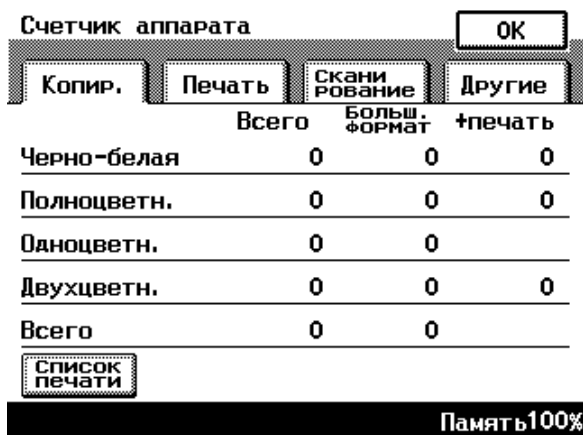 Счетчик аппарата OK
Копир. Печать Скани Другие
рование
Всего Больш. +печать
формат
Черно-белая 0 0 0
Полноцветн. 0 0 0
Одноцветн. 0 0
Двухцветн. 0 0 0
Всего 0 0
Список
печати
Память100%